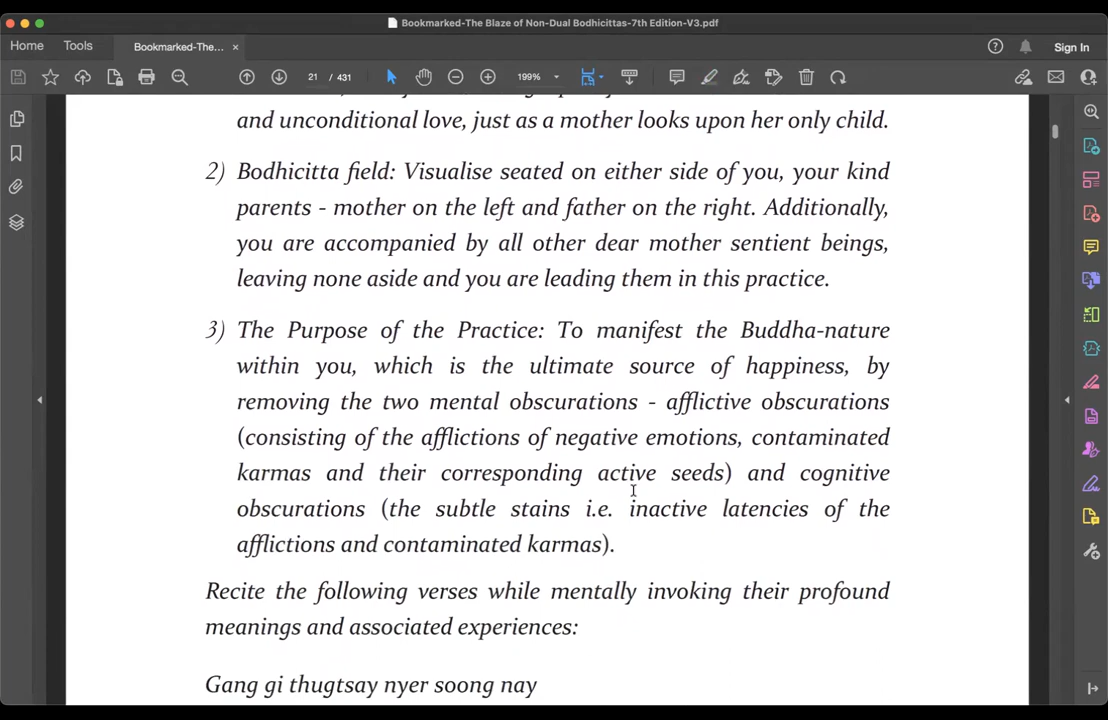 Bookmarked-The Blaze of Non-Dual Bodhicittas-7th Edition-V3.pdf
Home Tools Bookmarked-The... × Sign In
21 / 431 199%
and unconditional love, just as a mother looks upon her only child.
2) Bodhicitta field: Visualise seated on either side of you, your kind
parents - mother on the left and father on the right. Additionally,
you are accompanied by all other dear mother sentient beings,
leaving none aside and you are leading them in this practice.
3) The Purpose of the Practice: To manifest the Buddha-nature
within you, which is the ultimate source of happiness, by
removing the two mental obscurations - afflictive obscurations
(consisting of the afflictions of negative emotions, contaminated
karmas and their corresponding active seeds) and cognitive
obscurations (the subtle stains i.e. inactive latencies of the
afflictions and contaminated karmas).
Recite the following verses while mentally invoking their profound
meanings and associated experiences:
Gang gi thugtsay nyer soong nay